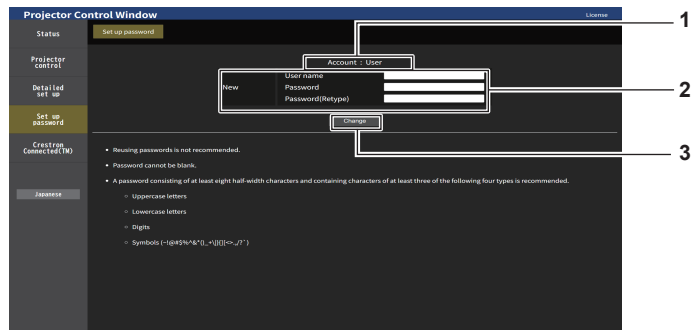 Projector Control Window
License
1
Status
Set up password
Projector
control
Account : User
User name
New
Password
2
Password(Retype)
Detailed
set up
Set up
password
Change
3
Crestron
Connected(TM)
• Reusing passwords is not recommended.
• Password cannot be blank.
• A password consisting of at least eight half-width characters and containing characters of at least three of the following four types is recommended.
Japanese
○ Uppercase letters
○ Lowercase letters
○ Digits
○ Symbols (~!@#$%^&*()_+\|{}[]<>.,/?`)